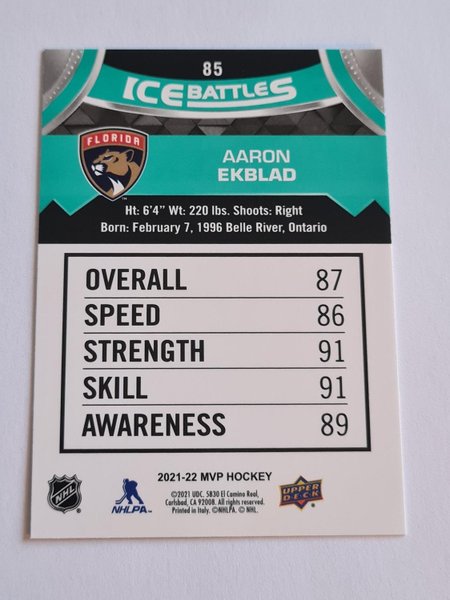 85
ICE BATTLES
FLORIDA
AARON
EKBLAD
Ht: 6'4" Wt: 220 lbs. Shoots: Right
Born: February 7, 1996 Belle River, Ontario
OVERALL 87
SPEED 86
STRENGTH 91
SKILL 91
AWARENESS 89
2021-22 MVP HOCKEY
NHL
NHLPA
©2021 UDC. 5830 El Camino Real,
Carlsbad, CA 92008. All rights reserved.
Printed in Italy. ©NHLPA. © NHL.
UPPER
DECK